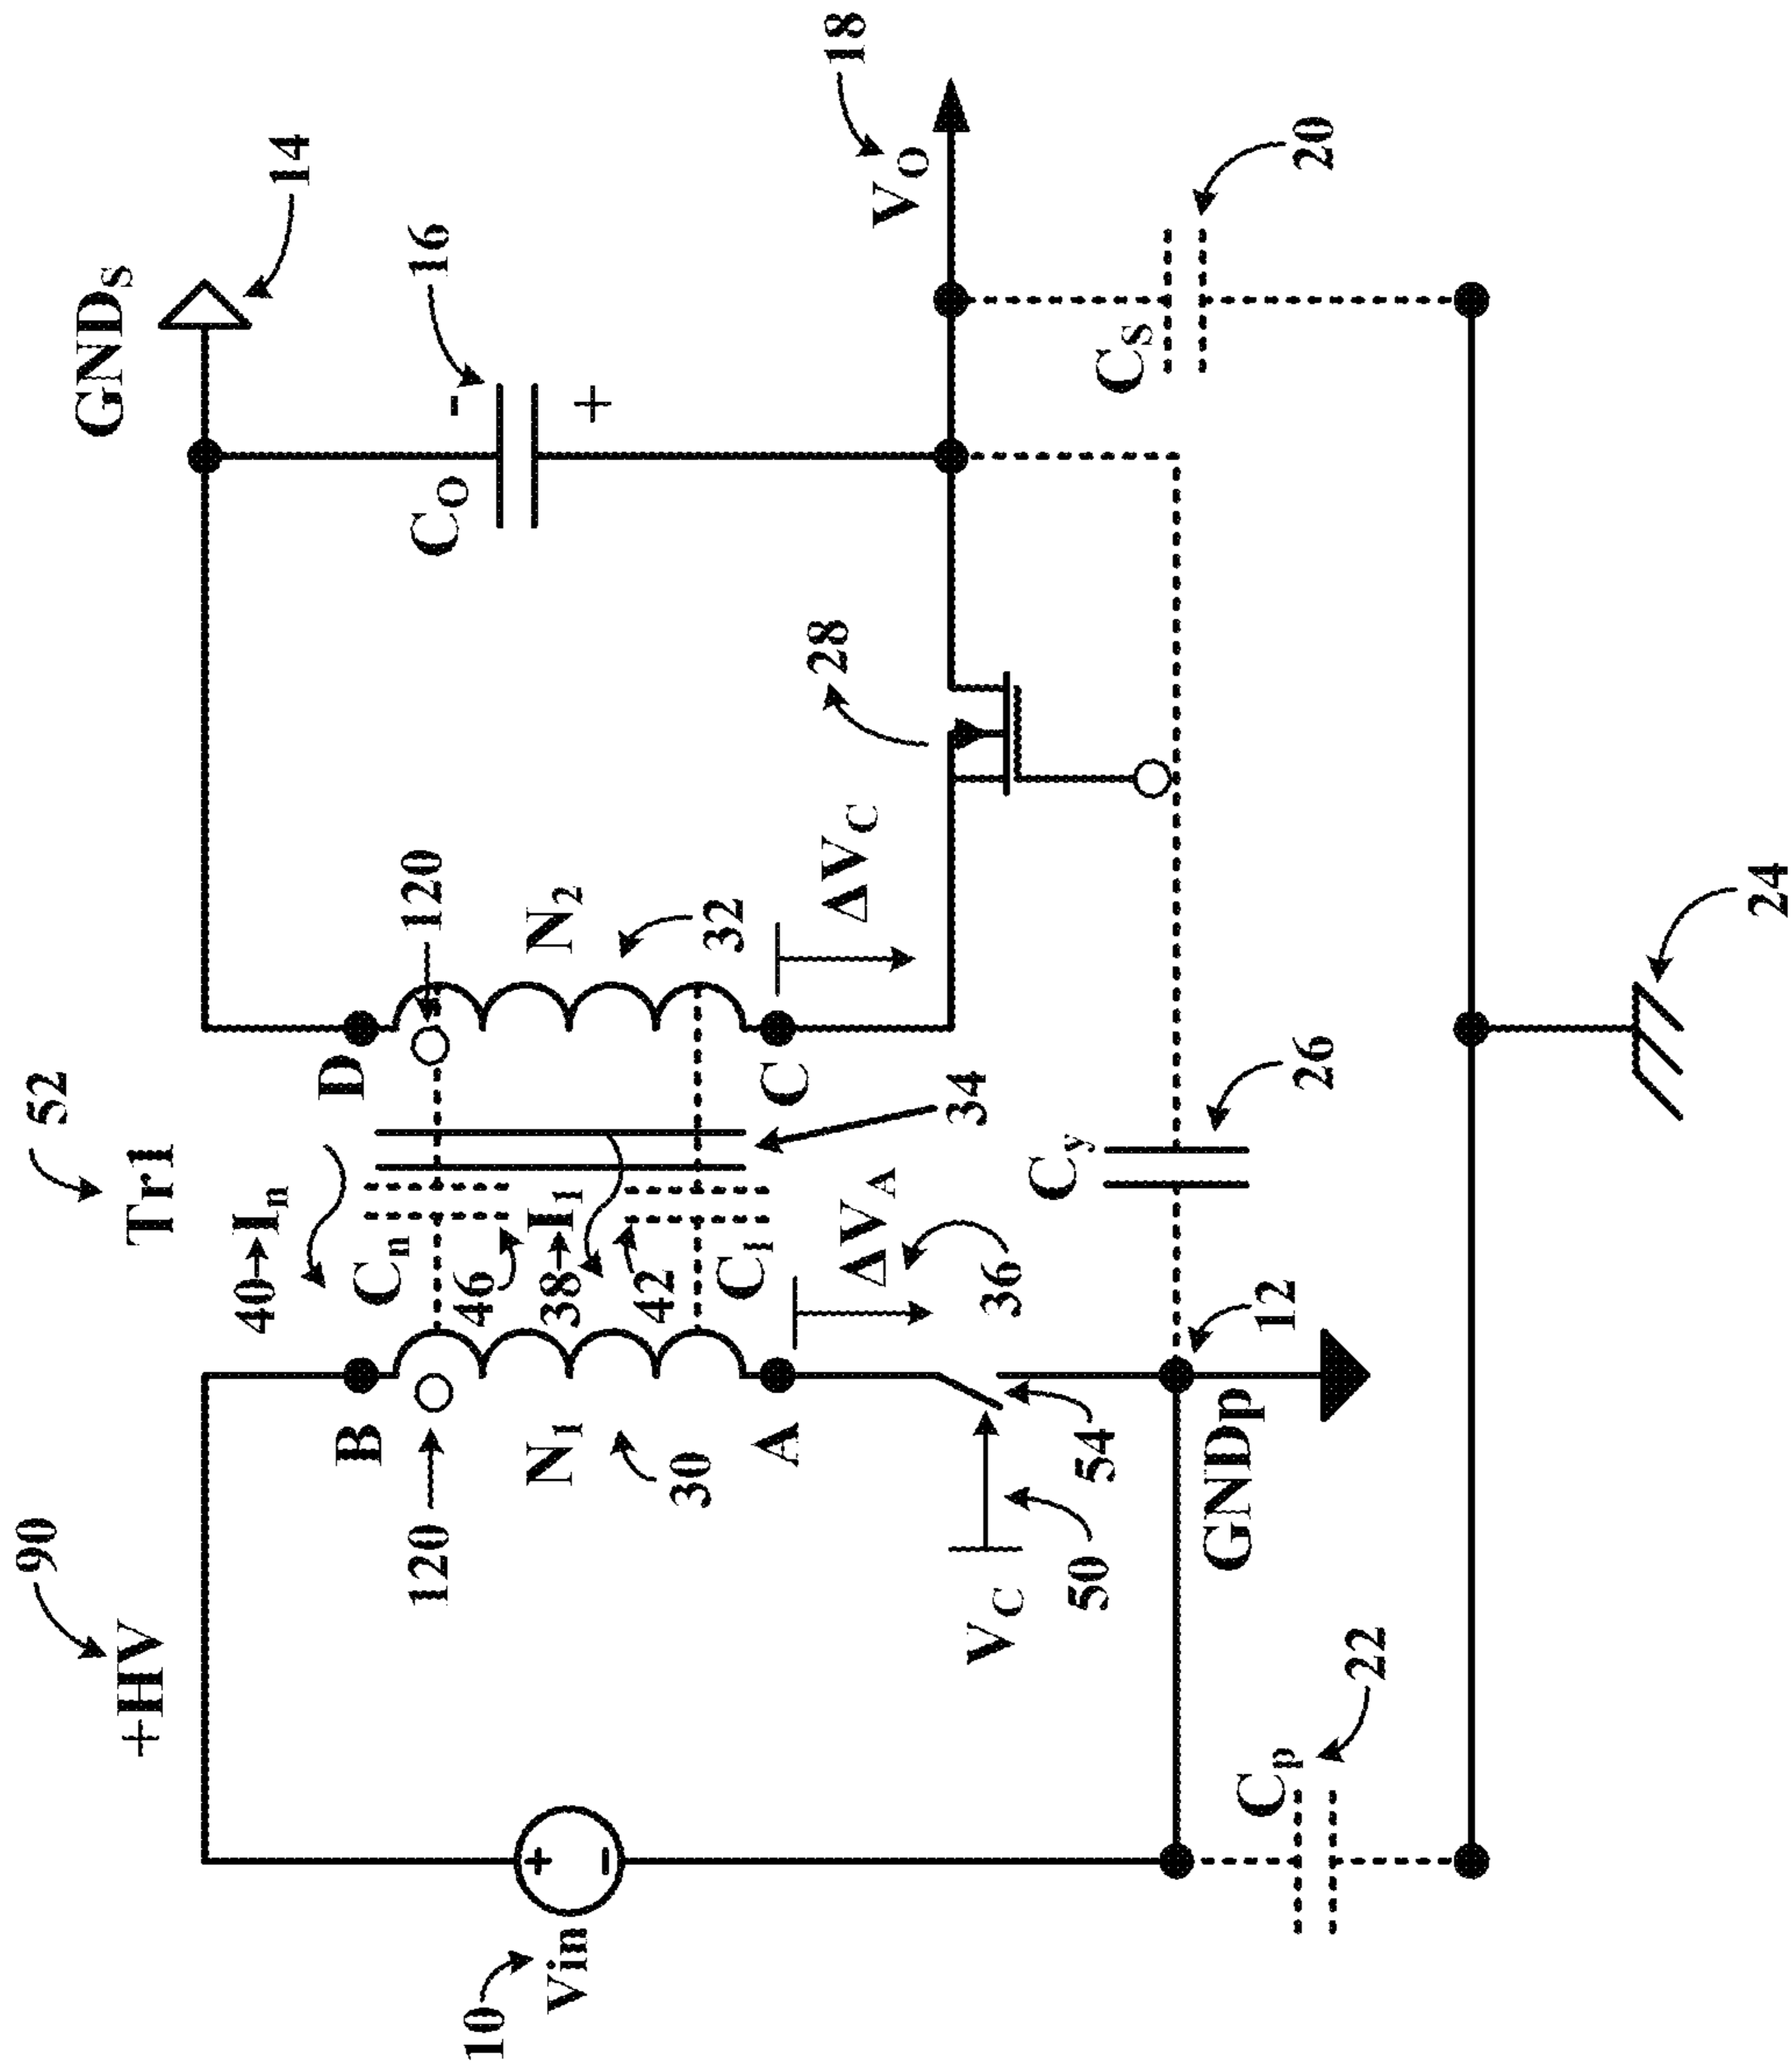 52
Tr1
90
+HV
GNDS
14
40→In
D
120
B
Cn
46
38→I1
42
C1
120
N1
30
A
N2
32
C
34
ΔVA
36
ΔVC
28
CO
-
+
16
18
VO
10
Vin
+
-
VC
50
54
12
GNDp
Cy
26
CS
20
Cp
22
24